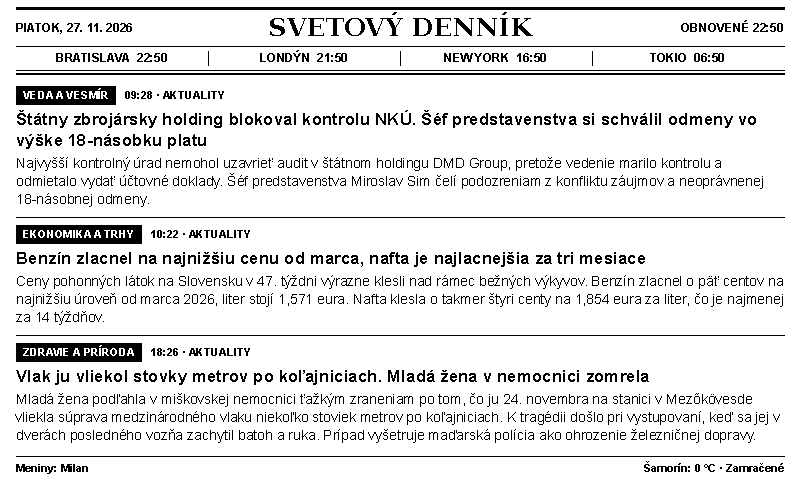 PIATOK, 27. 11. 2026
SVETOVÝ DENNÍK
OBNOVENÉ 22:50
BRATISLAVA 22:50
LONDÝN 21:50
NEWYORK 16:50
TOKIO 06:50
VEDA A VESMÍR 09:28 · AKTUALITY
Štátny zbrojársky holding blokoval kontrolu NKÚ. Šéf predstavenstva si schválil odmeny vo
výške 18-násobku platu
Najvyšší kontrolný úrad nemohol uzavrieť audit v štátnom holdingu DMD Group, pretože vedenie marilo kontrolu a
odmietalo vydať účtovné doklady. Šéf predstavenstva Miroslav Sim čelí podozreniam z konfliktu záujmov a neoprávnenej
18-násobnej odmeny.
EKONOMIKA A TRHY 10:22 · AKTUALITY
Benzín zlacnel na najnižšiu cenu od marca, nafta je najlacnejšia za tri mesiace
Ceny pohonných látok na Slovensku v 47. týždni výrazne klesli nad rámec bežných výkyvov. Benzín zlacnel o päť centov na
najnižšiu úroveň od marca 2026, liter stojí 1,571 eura. Nafta klesla o takmer štyri centy na 1,854 eura za liter, čo je najmenej
za 14 týždňov.
ZDRAVIE A PRÍRODA 18:26 · AKTUALITY
Vlak ju vliekol stovky metrov po koľajniciach. Mladá žena v nemocnici zomrela
Mladá žena podľahla v miškovskej nemocnici ťažkým zraneniam po tom, čo ju 24. novembra na stanici v Mezőkövesde
vliekla súprava medzinárodného vlaku niekoľko stoviek metrov po koľajniciach. K tragédii došlo pri vystupovaní, keď sa jej v
dverách posledného vozňa zachytil batoh a ruka. Prípad vyšetruje maďarská polícia ako ohrozenie železničnej dopravy.
Meniny: Milan
Šamorín: 0 °C · Zamračené